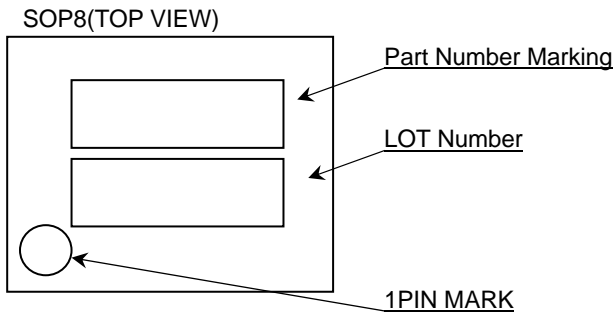 SOP8(TOP VIEW)
Part Number Marking
LOT Number
1PIN MARK